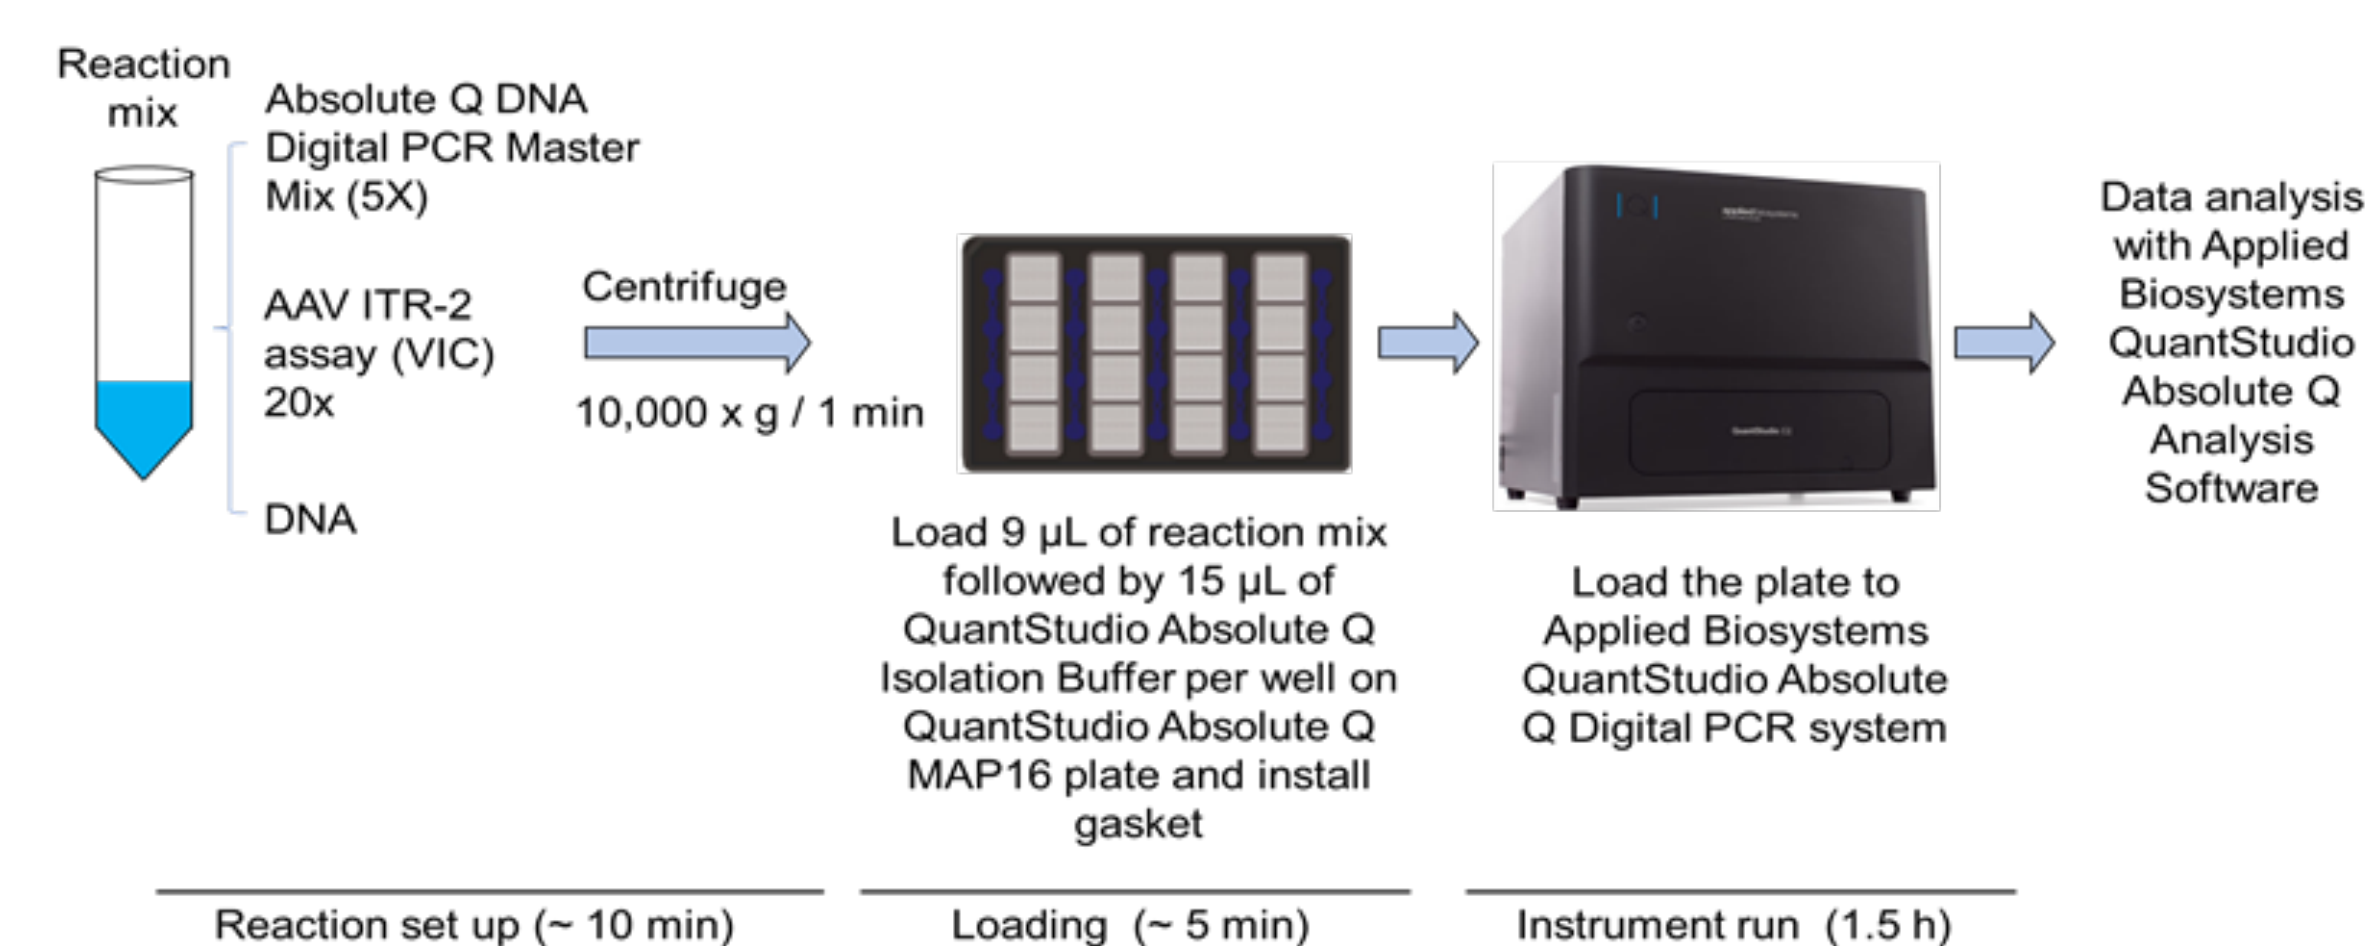 Reaction
mix
Absolute Q DNA
Digital PCR Master
Mix (5X)
AAV ITR-2
assay (VIC)
20x
DNA
Centrifuge
10,000 x g / 1 min
Load 9 µL of reaction mix
followed by 15 µL of
QuantStudio Absolute Q
Isolation Buffer per well on
QuantStudio Absolute Q
MAP16 plate and install
gasket
Load the plate to
Applied Biosystems
QuantStudio Absolute
Q Digital PCR system
Data analysis
with Applied
Biosystems
QuantStudio
Absolute Q
Analysis
Software
Reaction set up (~ 10 min)
Loading (~ 5 min)
Instrument run (1.5 h)